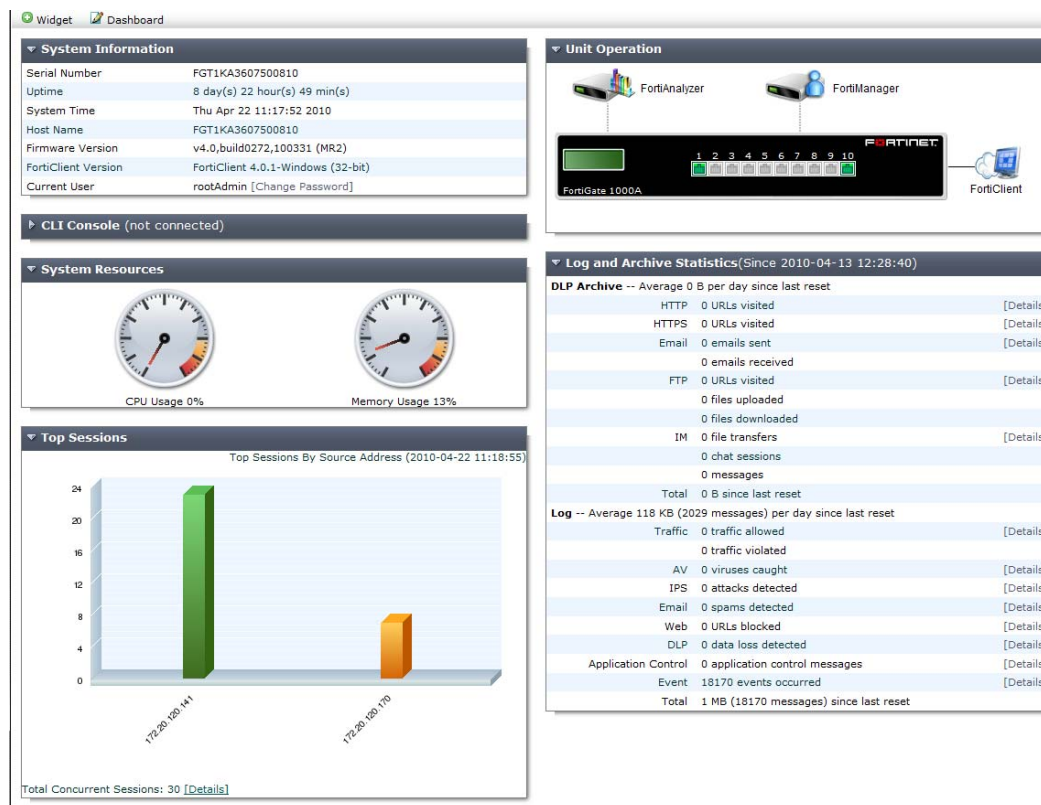 Widget Dashboard
System Information
Serial Number FGT1KA3607500810
Uptime 8 day(s) 22 hour(s) 49 min(s)
System Time Thu Apr 22 11:17:52 2010
Host Name FGT1KA3607500810
Firmware Version v4.0,build0272,100331 (MR2)
FortiClient Version FortiClient 4.0.1-Windows (32-bit)
Current User rootAdmin [Change Password]
CLI Console (not connected)
System Resources
CPU Usage 0% Memory Usage 13%
Top Sessions
Top Sessions By Source Address (2010-04-22 11:18:55)
24
20
16
12
8
4
0
172.20.120.141 172.20.120.170
Total Concurrent Sessions: 30 [Details]
Unit Operation
FortiAnalyzer FortiManager
FORTINET
1 2 3 4 5 6 7 8 9 10
FortiGate 1000A
FortiClient
Log and Archive Statistics(Since 2010-04-13 12:28:40)
DLP Archive -- Average 0 B per day since last reset
HTTP 0 URLs visited [Details
HTTPS 0 URLs visited [Details
Email 0 emails sent [Details
0 emails received
FTP 0 URLs visited [Details
0 files uploaded
0 files downloaded
IM 0 file transfers [Details
0 chat sessions
0 messages
Total 0 B since last reset
Log -- Average 118 KB (2029 messages) per day since last reset
Traffic 0 traffic allowed [Details
0 traffic violated
AV 0 viruses caught [Details
IPS 0 attacks detected [Details
Email 0 spams detected [Details
Web 0 URLs blocked [Details
DLP 0 data loss detected [Details
Application Control 0 application control messages [Details
Event 18170 events occurred [Details
Total 1 MB (18170 messages) since last reset